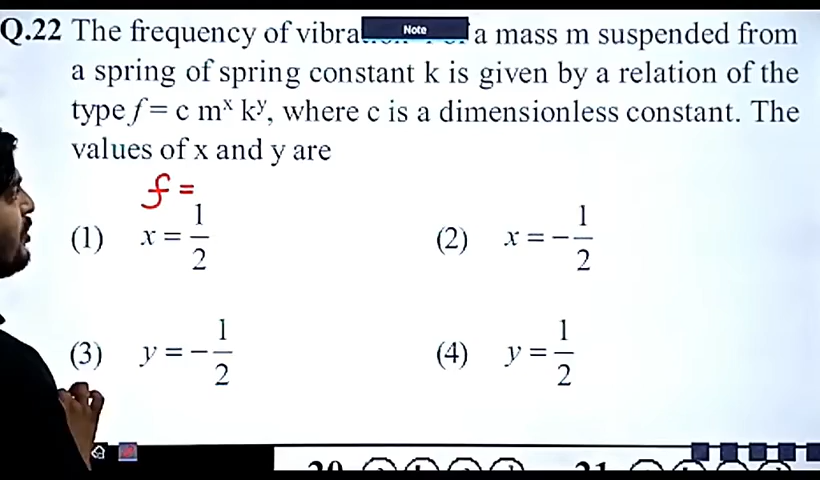 Q.22 The frequency of vibra Note a mass m suspended from
a spring of spring constant k is given by a relation of the
type f = c mˣ kʸ, where c is a dimensionless constant. The
values of x and y are
f =
(1) x = 1/2 (2) x = -1/2
(3) y = -1/2 (4) y = 1/2